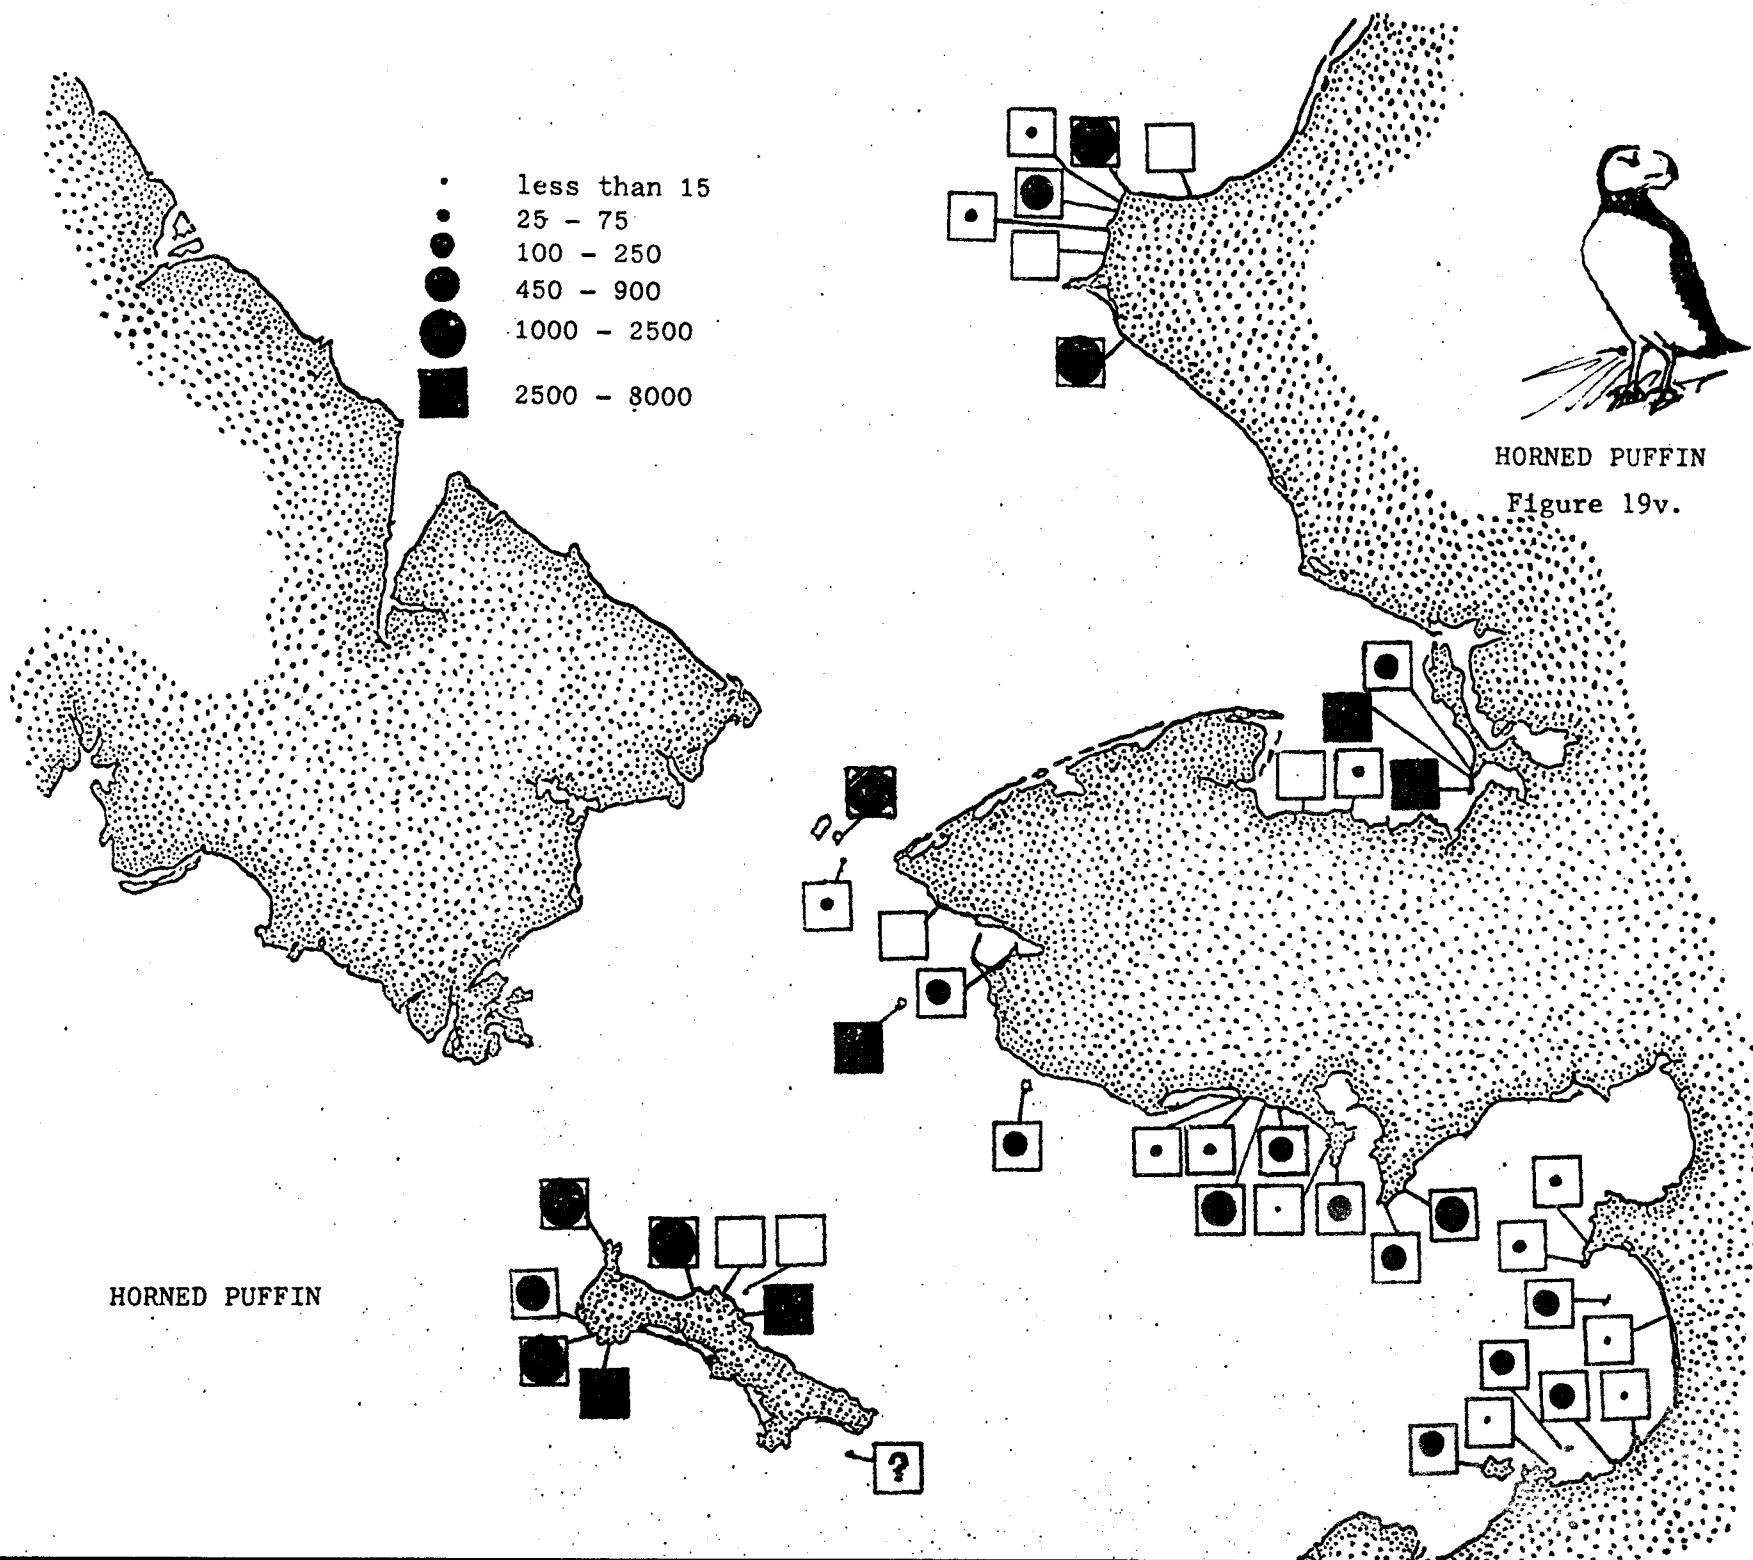 less than 15
25 - 75
100 - 250
450 - 900
1000 - 2500
2500 - 8000
HORNED PUFFIN
Figure 19v.
HORNED PUFFIN
?